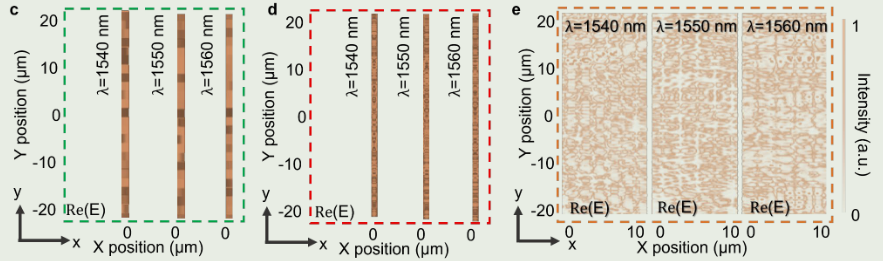 c
20
10
0
-10
-20
Y position (µm)
λ=1540 nm
λ=1550 nm
λ=1560 nm
Re(E)
y
x
0 0 0
X position (µm)
d
20
10
0
-10
-20
Y position (µm)
λ=1540 nm
λ=1550 nm
λ=1560 nm
Re(E)
y
x
0 0 0
X position (µm)
e
20
10
0
-10
-20
Y position (µm)
λ=1540 nm λ=1550 nm λ=1560 nm
Re(E) Re(E) Re(E)
y
x
0 10 0 10 0 10
X position (µm)
1
0
Intensity (a.u.)